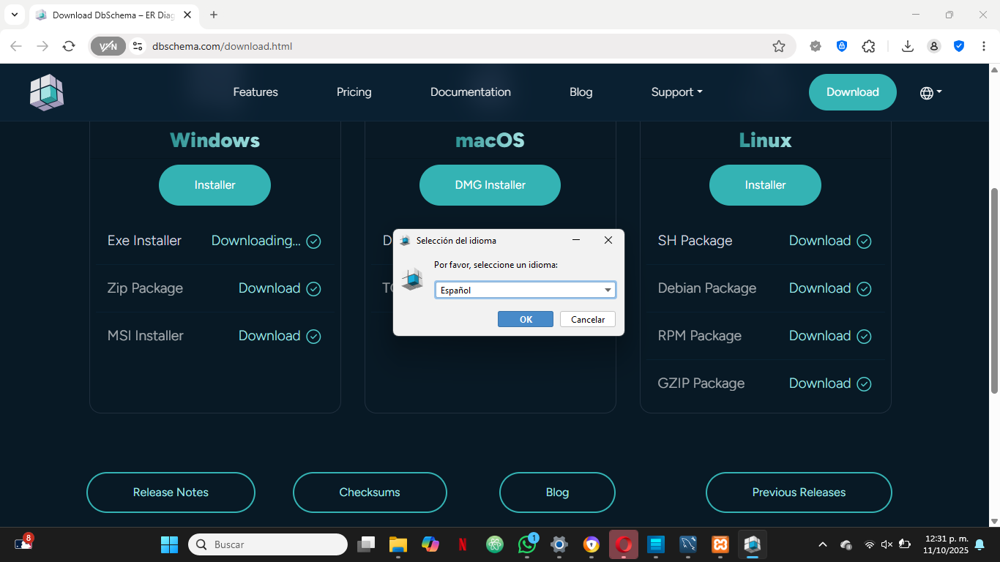 Download DbSchema – ER Diag
VPN
dbschema.com/download.html
Features
Pricing
Documentation
Blog
Support
Download
Windows
macOS
Linux
Installer
DMG Installer
Installer
Exe Installer
Downloading...
D
SH Package
Download
Zip Package
Download
Debian Package
Download
MSI Installer
Download
RPM Package
Download
GZIP Package
Download
Selección del idioma
Por favor, seleccione un idioma:
Español
OK
Cancelar
Release Notes
Checksums
Blog
Previous Releases
8
Buscar
N
1
12:31 p. m.
11/10/2025